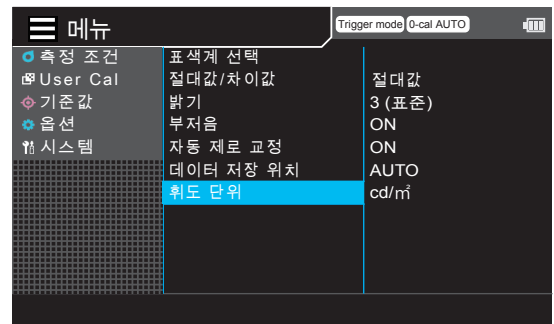 메뉴 Trigger mode 0-cal AUTO
측정 조건 표색계 선택
User Cal 절대값/차이값 절대값
기준값 밝기 3 (표준)
옵션 부저음 ON
시스템 자동 제로 교정 ON
데이터 저장 위치 AUTO
휘도 단위 cd/㎡